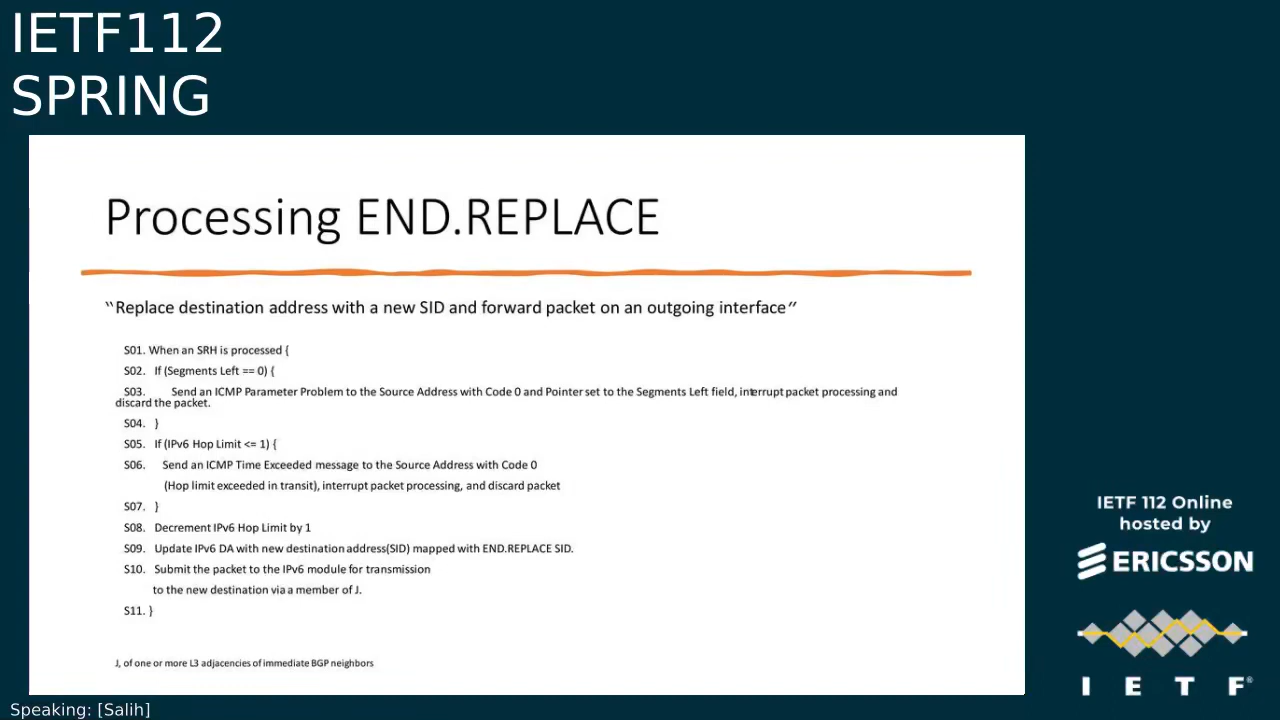 IETF112
SPRING
Processing END.REPLACE
‘‘Replace destination address with a new SID and forward packet on an outgoing interface’’
S01. When an SRH is processed {
S02. If (Segments Left == 0) {
S03. Send an ICMP Parameter Problem to the Source Address with Code 0 and Pointer set to the Segments Left field, interrupt packet processing and
discard the packet.
S04. }
S05. If (IPv6 Hop Limit <= 1) {
S06. Send an ICMP Time Exceeded message to the Source Address with Code 0
(Hop limit exceeded in transit), interrupt packet processing, and discard packet
S07. }
S08. Decrement IPv6 Hop Limit by 1
S09. Update IPv6 DA with new destination address(SID) mapped with END.REPLACE SID.
S10. Submit the packet to the IPv6 module for transmission
to the new destination via a member of J.
S11. }
J, of one or more L3 adjacencies of immediate BGP neighbors
IETF 112 Online
hosted by
ERICSSON
I E T F®
Speaking: [Salih]